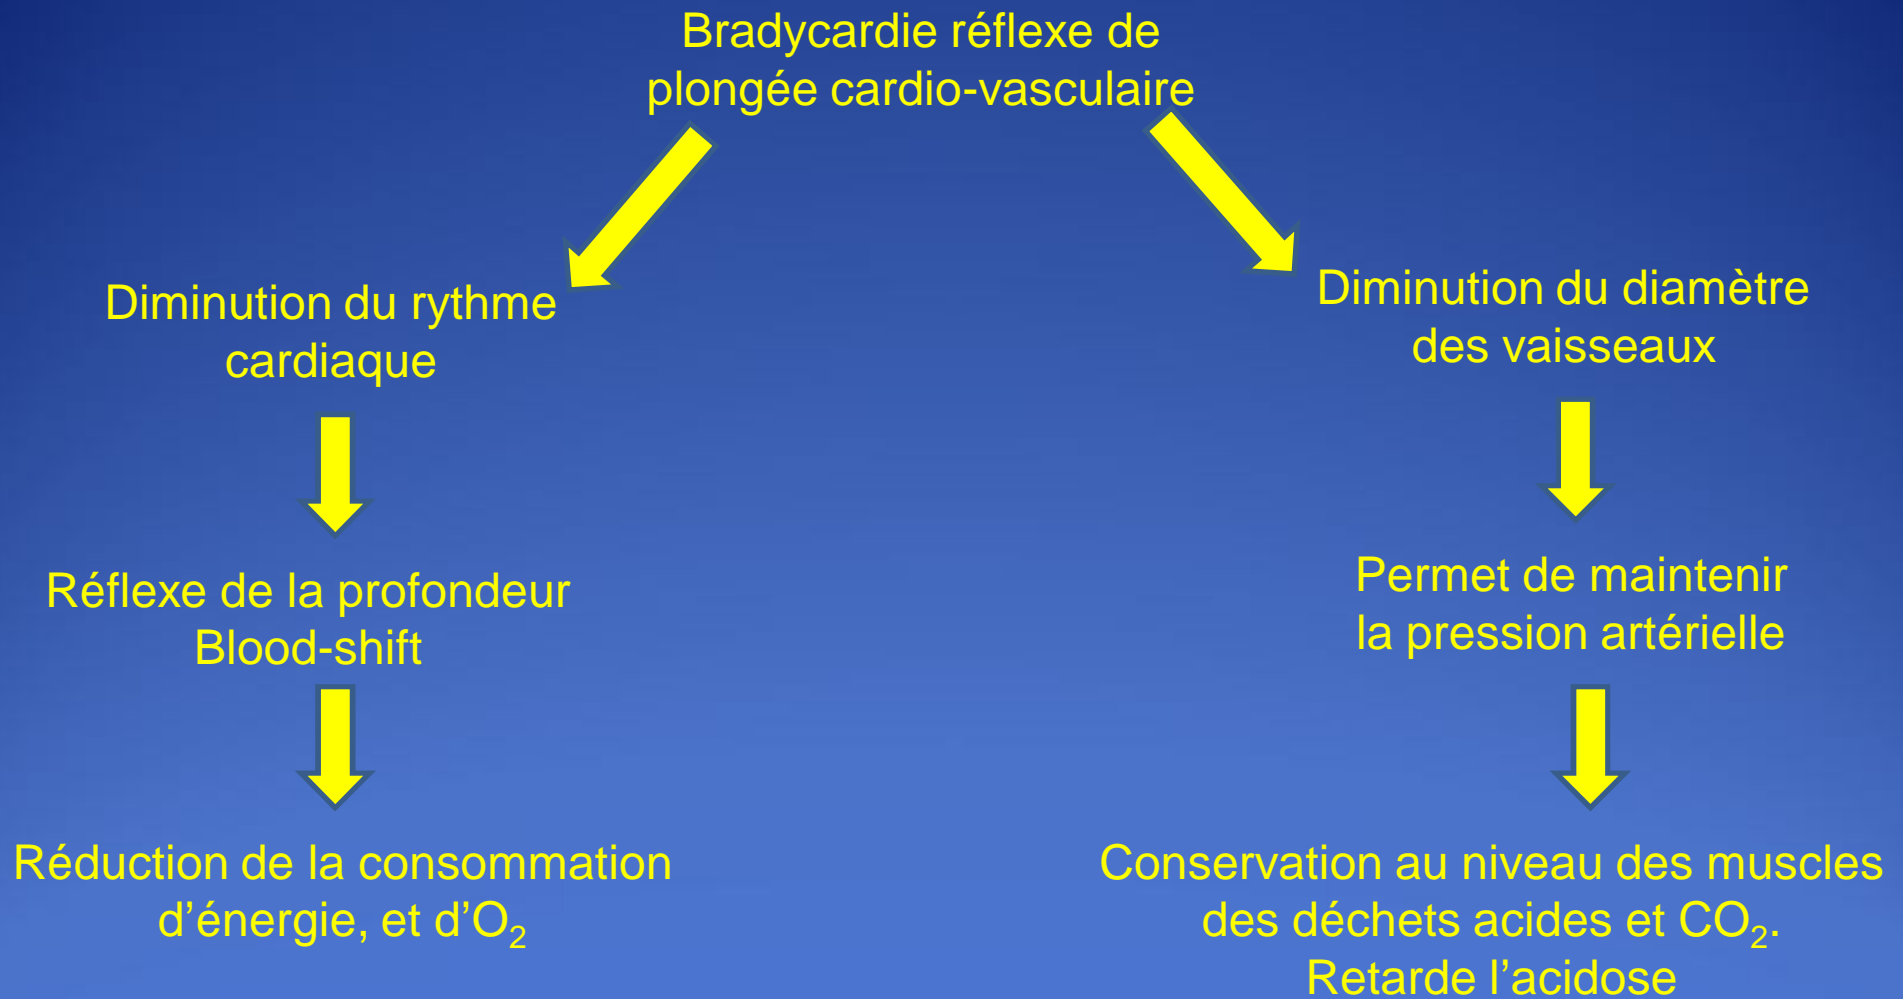 Bradycardie réflexe de
plongée cardio-vasculaire
Diminution du rythme
cardiaque
Réflexe de la profondeur
Blood-shift
Réduction de la consommation
d’énergie, et d’O₂
Diminution du diamètre
des vaisseaux
Permet de maintenir
la pression artérielle
Conservation au niveau des muscles
des déchets acides et CO₂.
Retarde l’acidose